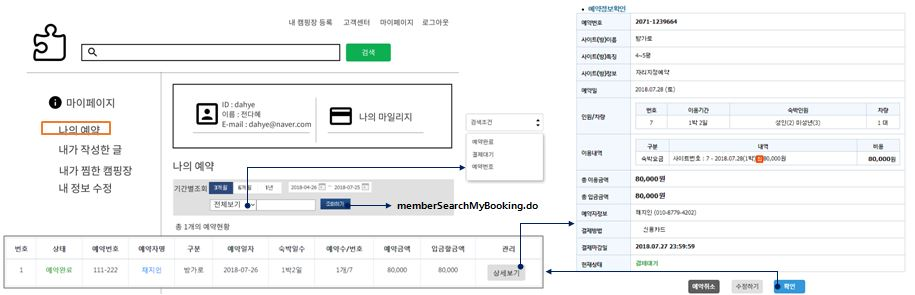 내 캠핑장 등록 고객센터 마이페이지 로그아웃
검색
마이페이지
나의 예약
내가 작성한 글
내가 찜한 캠핑장
내 정보 수정
ID : dahye
이름 : 전다혜
E-mail : dahye@naver.com
나의 마일리지
검색조건
예약완료
결제대기
예약번호
나의 예약
기간별조회 3개월 6개월 1년 2018-04-26 ~ 2018-07-25
전체보기 조회하기
memberSearchMyBooking.do
총 1개의 예약현황
번호 상태 예약번호 예약자명 구분 예약일자 숙박일수 예약수/번호 예약금액 입금할금액 관리
1 예약완료 111-222 채지인 방가로 2018-07-26 1박2일 1개/7 80,000 80,000 상세보기
예약정보확인
예약번호 2071-1239664
사이트(방)이름 방가로
사이트(방)특징 4~5평
사이트(방)정보 자리지정예약
예약일 2018.07.28 (토)
인원/차량
번호 이용기간 숙박인원 차량
7 1박 2일 성인(2) 미성년(3) 1 대
이용내역
구분 내역 비용
숙박요금 사이트번호 : 7 - 2018.07.28(1박) 80,000원 80,000원
총 이용금액 80,000원
총 입금금액 80,000원
예약자정보 채지인 (010-8779-4202)
결제방법 신용카드
결제마감일 2018.07.27 23:59:59
현재상태 결제대기
예약취소 수정하기 확인